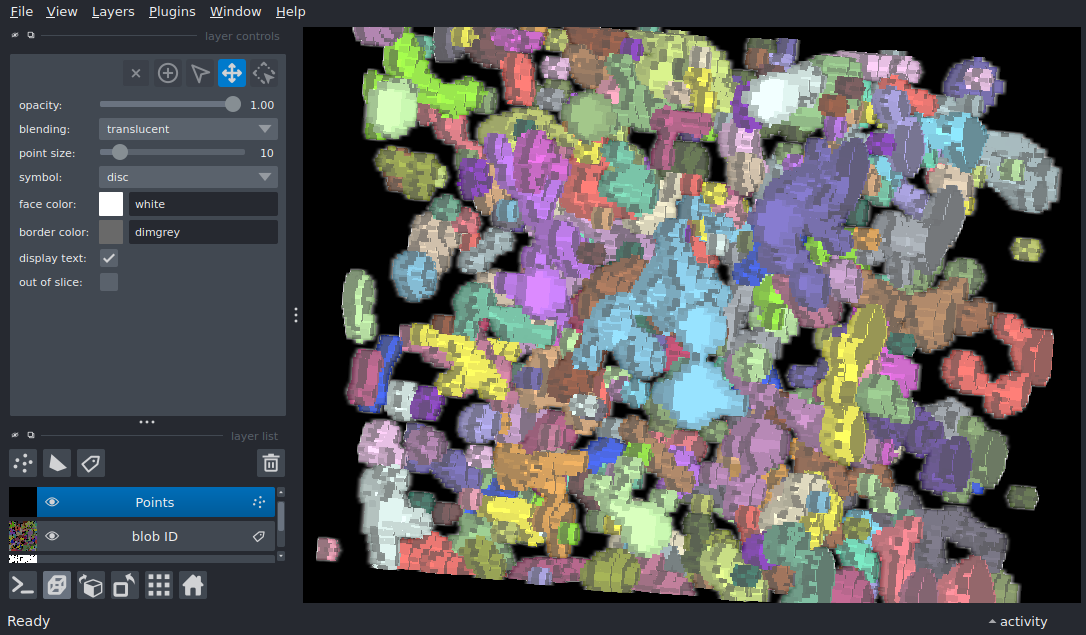 File View Layers Plugins Window Help
layer controls
opacity: 1.00
blending: translucent
point size: 10
symbol: disc
face color: white
border color: dimgrey
display text:
out of slice:
layer list
Points
blob ID
Ready activity